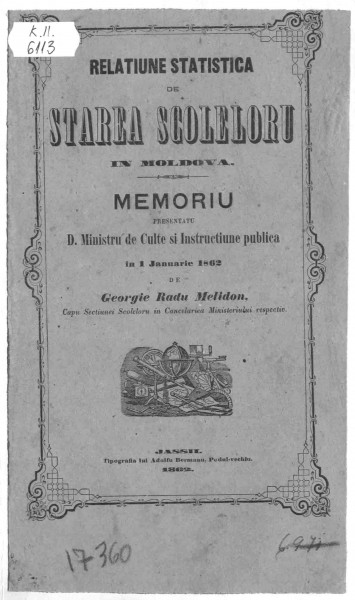 K.II.
6113
RELATIUNE STATISTICA
DE
STAREA SCOLELORU
IN MOLDOVA.
MEMORIU
PRESENTATU
D. Ministru de Culte si Instructiune publica
in 1 Januarie 1862
DE
Georgie Radu Melidon,
Capu Sectiunei Scoleloru in Cancelariea Ministeriului respectiv.
JASSII.
Tipografia lui Adolfu Bermann, Podul-vechiu.
1862.
17360